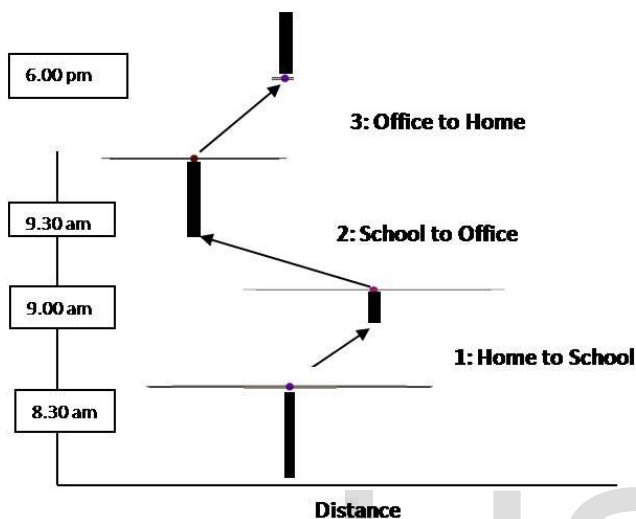 6.00 pm
3: Office to Home
9.30 am
2: School to Office
9.00 am
1: Home to School
8.30 am
Distance